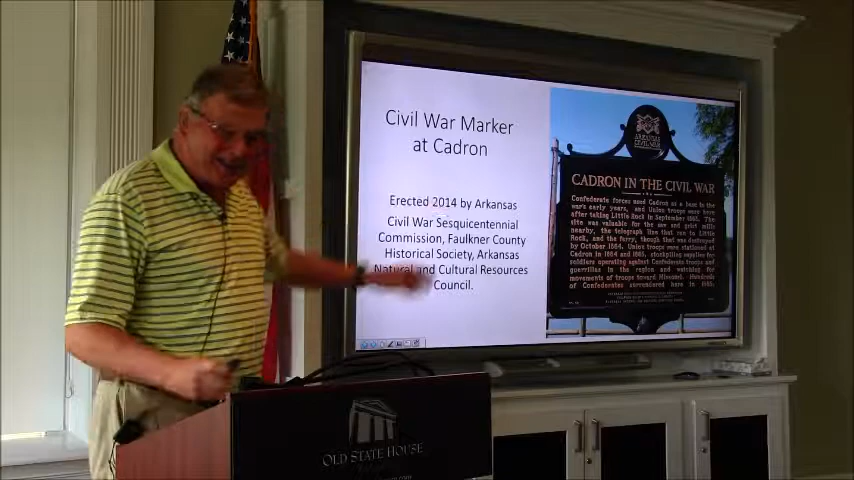 Civil War Marker
at Cadron
Erected 2014 by Arkansas
Civil War Sesquicentennial
Commission, Faulkner County
Historical Society, Arkansas
Natural and Cultural Resources
Council.
ARKANSAS
CIVIL WAR
CADRON IN THE CIVIL WAR
Confederate forces used Cadron as a base in the
war's early years, and Union troops were here
after taking Little Rock in September 1863. The
site was valuable for the saw and grist mills
nearby, the telegraph line that ran to Little
Rock, and the ferry, though that was destroyed
by October 1864. Union troops were stationed at
Cadron in 1864 and 1865, stockpiling supplies for
soldiers operating against Confederate
guerrillas in the region and watching for
movements of troops toward Missouri. Hundreds
of Confederates surrendered here in 1865.
OLD STATE HOUSE